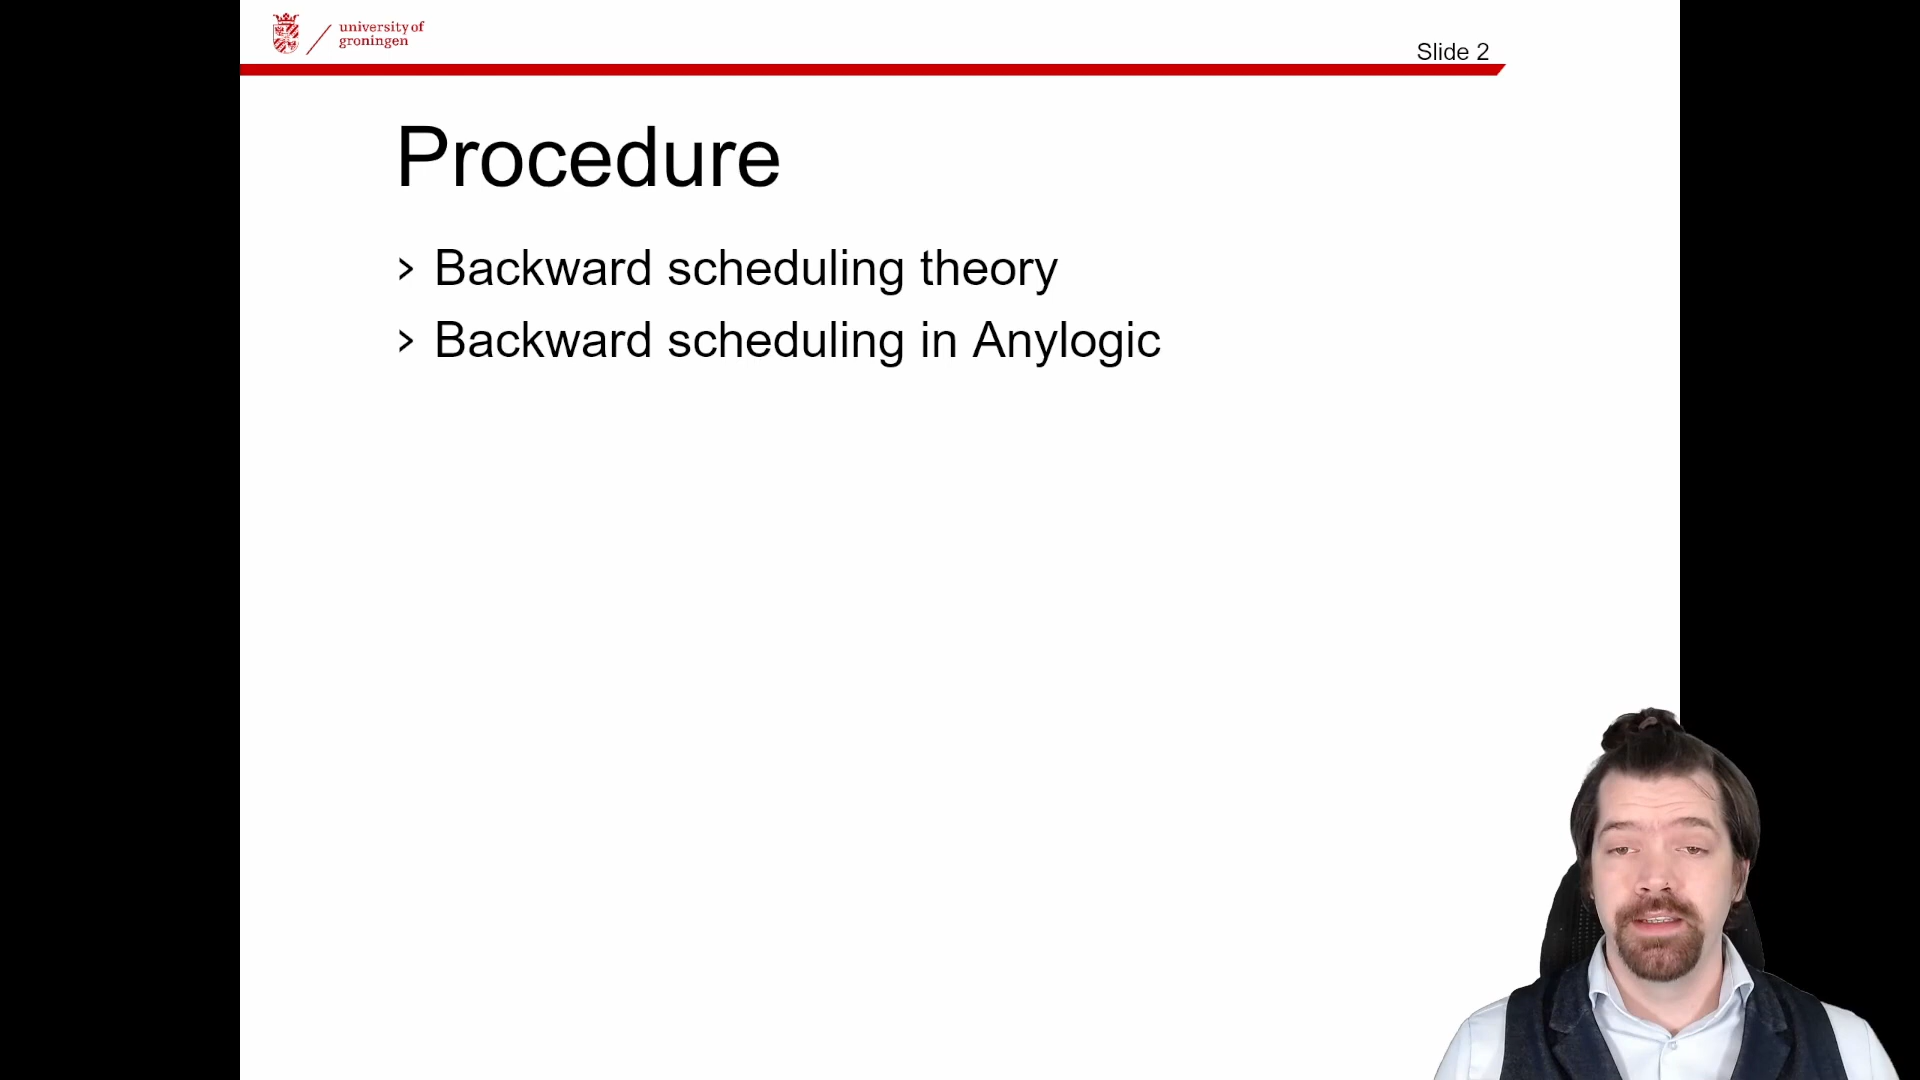 university of
groningen
Slide 2
Procedure
› Backward scheduling theory
› Backward scheduling in Anylogic